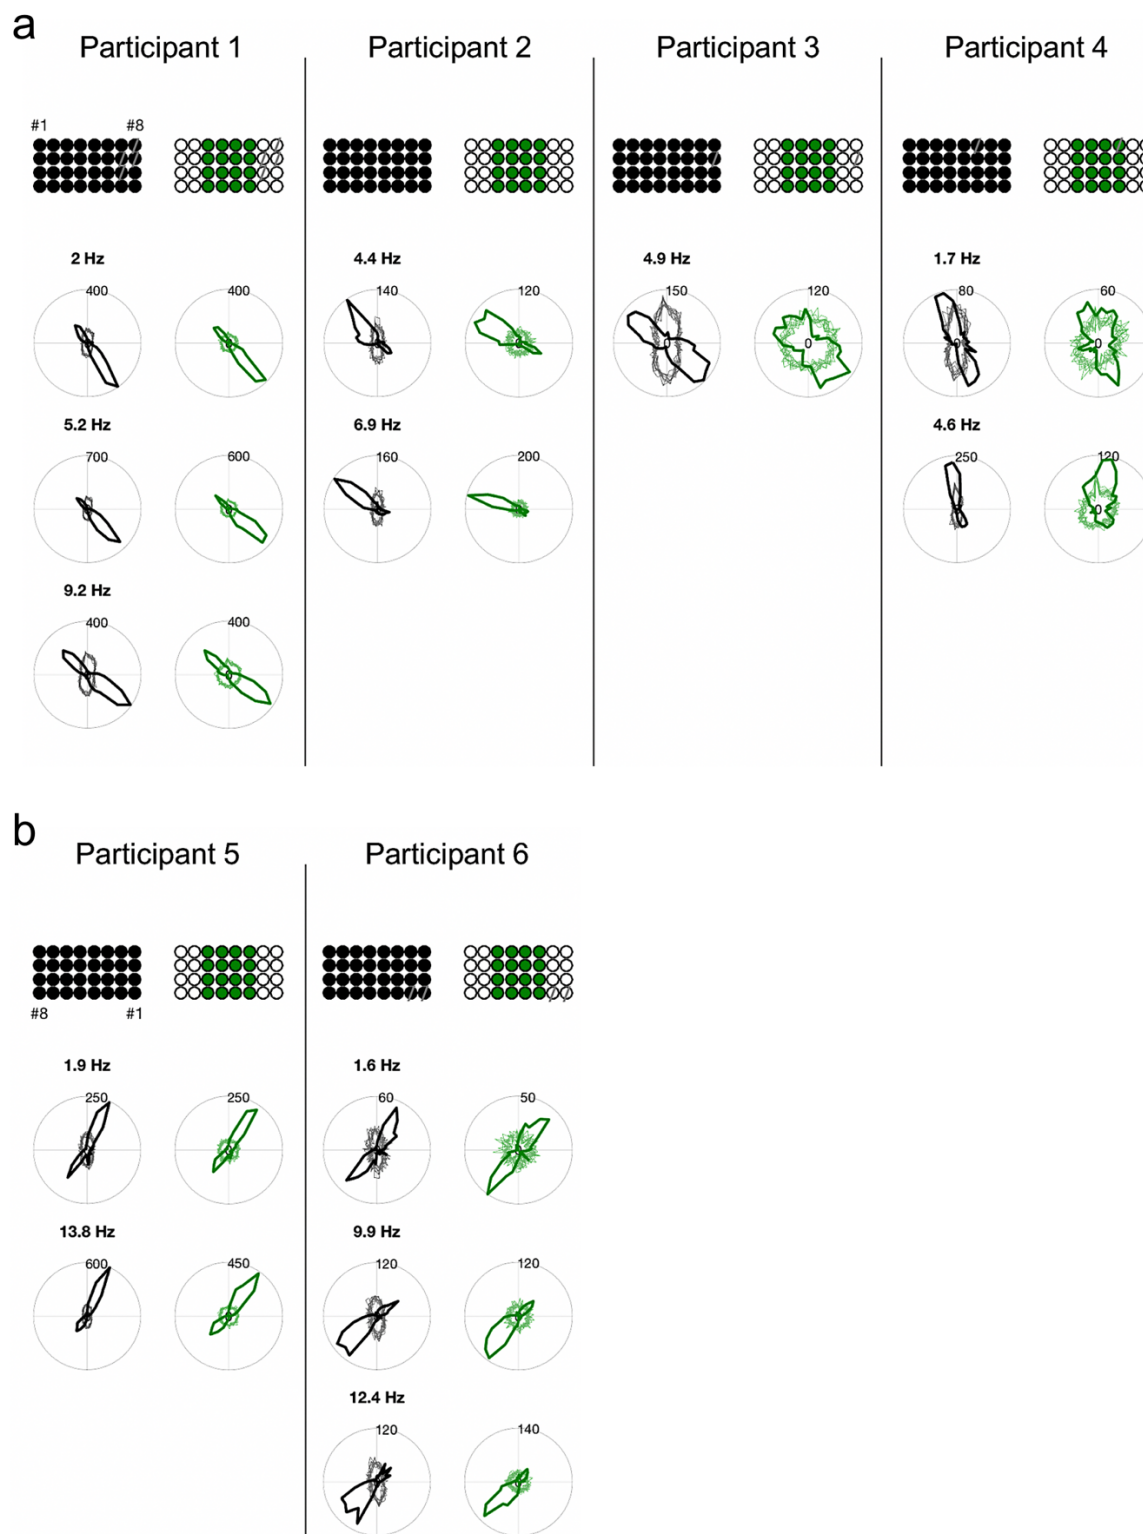 a
Participant 1 Participant 2 Participant 3 Participant 4
#1 #8
2 Hz 4.4 Hz 4.9 Hz 1.7 Hz
400 400 140 120 150 120 80 60
0 0 0 0
5.2 Hz 6.9 Hz 4.6 Hz
700 600 160 200 250 120
0
9.2 Hz
400 400
b
Participant 5 Participant 6
#8 #1
1.9 Hz 1.6 Hz
250 250 60 50
13.8 Hz 9.9 Hz
600 450 120 120
12.4 Hz
120 140